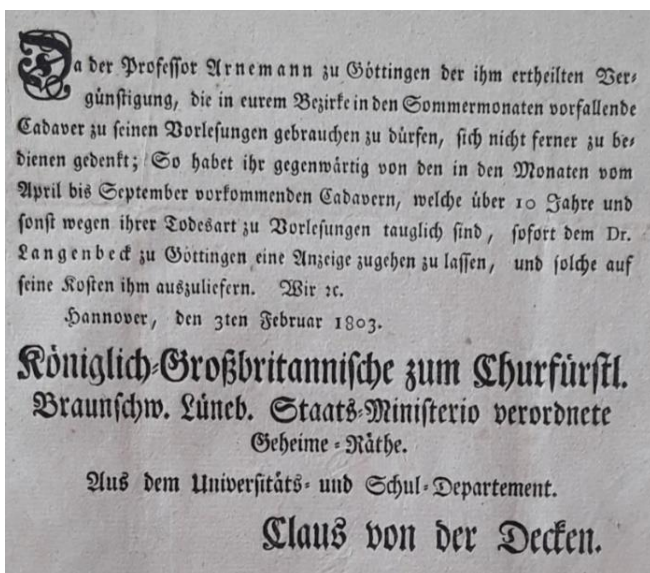 Da der Professor Arnemann zu Göttingen der ihm ertheilten Ver-
günstigung, die in eurem Bezirke in den Sommermonaten vorfallende
Cadaver zu seinen Vorlesungen gebrauchen zu dürfen, sich nicht ferner zu be-
dienen gedenkt; So habet ihr gegenwärtig von den in den Monaten vom
April bis September vorkommenden Cadavern, welche über 10 Jahre und
sonst wegen ihrer Todesart zu Vorlesungen tauglich sind, sofort dem Dr.
Langenbeck zu Göttingen eine Anzeige zugehen zu lassen, und solche auf
seine Kosten ihm auszuliefern. Wir ꝛc.
Hannover, den 3ten Februar 1803.
Königlich-Großbritannische zum Churfürstl.
Braunschw. Lüneb. Staats-Ministerio verordnete
Geheime-Räthe.
Aus dem Universitäts- und Schul-Departement.
Claus von der Decken.